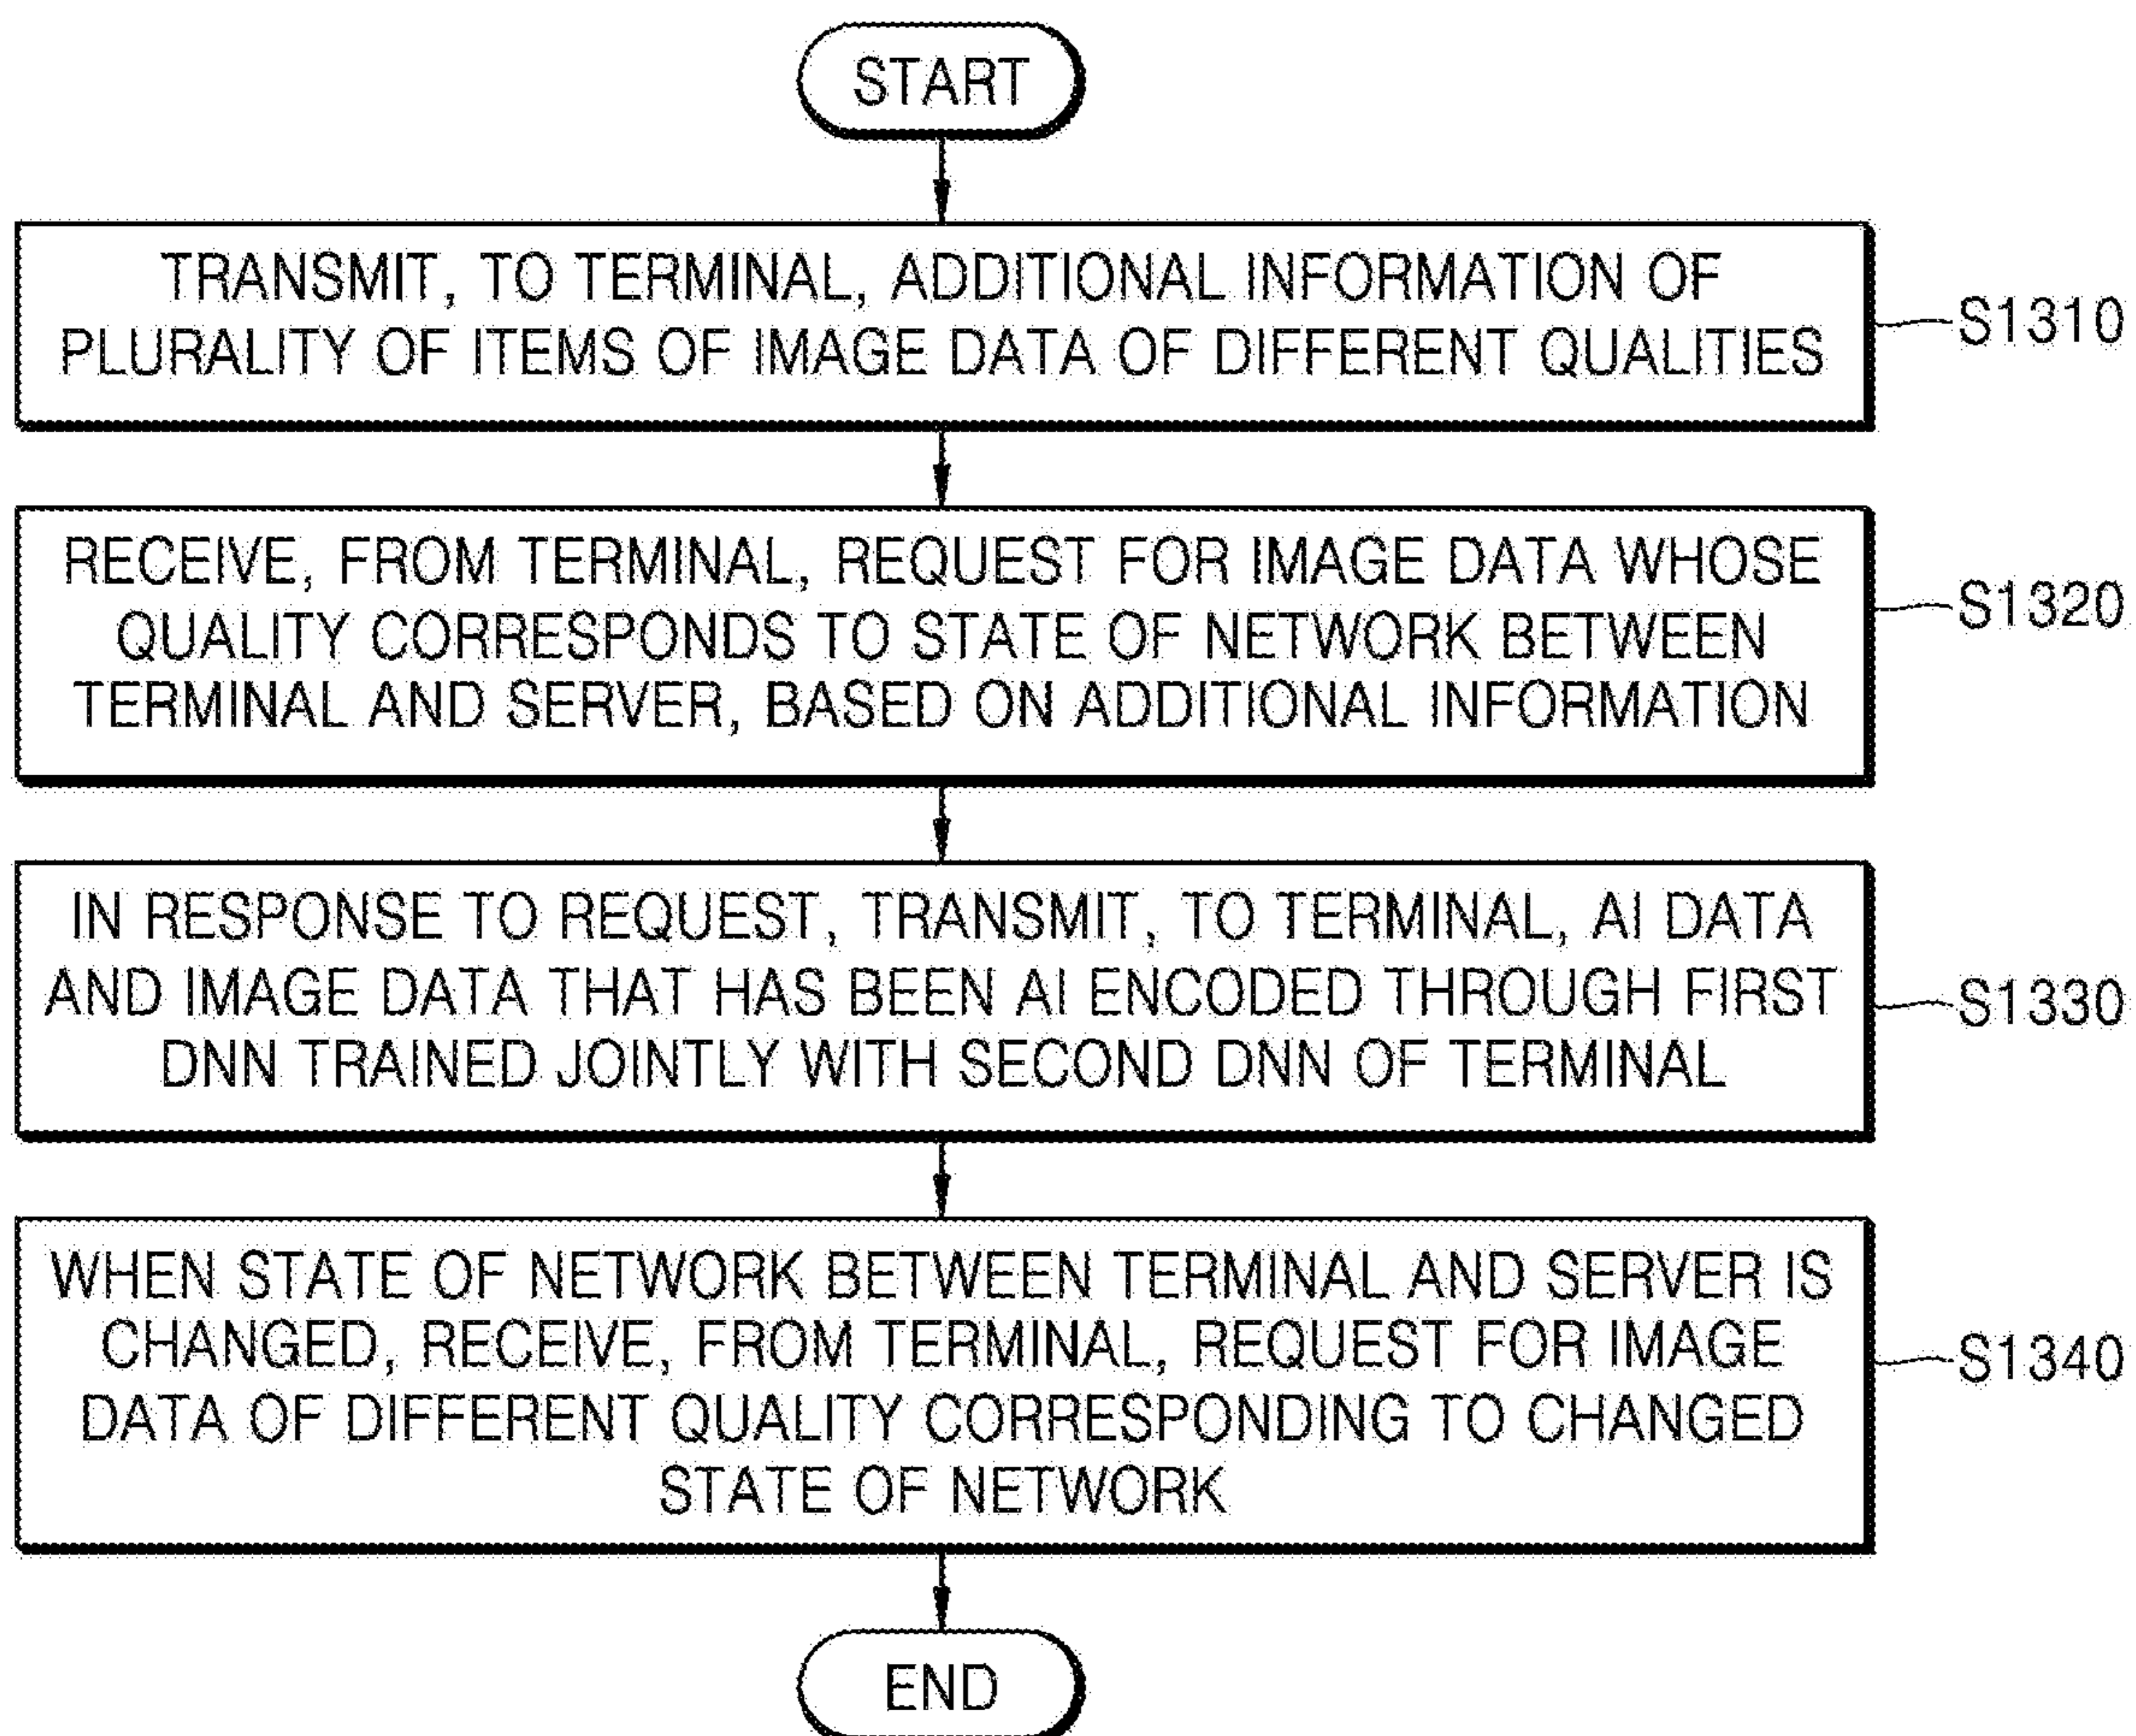 START
TRANSMIT, TO TERMINAL, ADDITIONAL INFORMATION OF
PLURALITY OF ITEMS OF IMAGE DATA OF DIFFERENT QUALITIES
S1310
RECEIVE, FROM TERMINAL, REQUEST FOR IMAGE DATA WHOSE
QUALITY CORRESPONDS TO STATE OF NETWORK BETWEEN
TERMINAL AND SERVER, BASED ON ADDITIONAL INFORMATION
S1320
IN RESPONSE TO REQUEST, TRANSMIT, TO TERMINAL, AI DATA
AND IMAGE DATA THAT HAS BEEN AI ENCODED THROUGH FIRST
DNN TRAINED JOINTLY WITH SECOND DNN OF TERMINAL
S1330
WHEN STATE OF NETWORK BETWEEN TERMINAL AND SERVER IS
CHANGED, RECEIVE, FROM TERMINAL, REQUEST FOR IMAGE
DATA OF DIFFERENT QUALITY CORRESPONDING TO CHANGED
STATE OF NETWORK
S1340
END